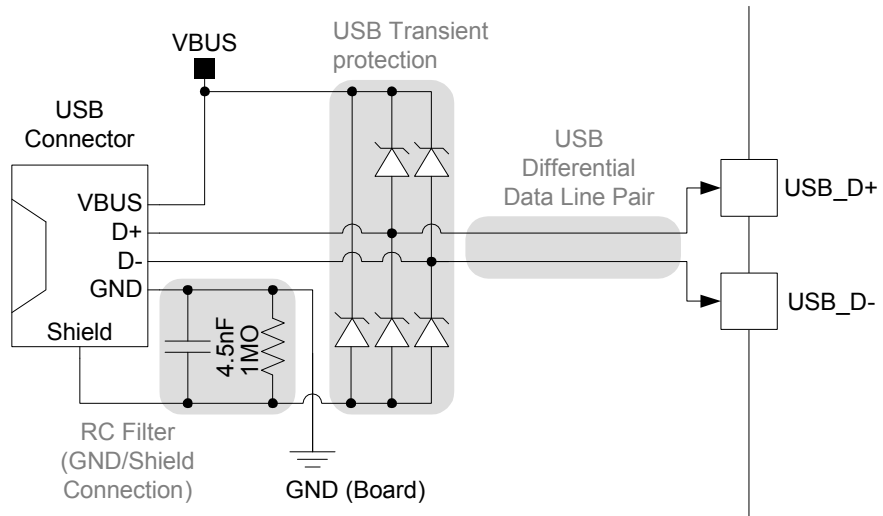 VBUS
USB Transient
protection
USB
Connector
USB
Differential
Data Line Pair
VBUS
D+
D-
GND
Shield
USB_D+
USB_D-
4.5nF
1MO
RC Filter
(GND/Shield
Connection)
GND (Board)